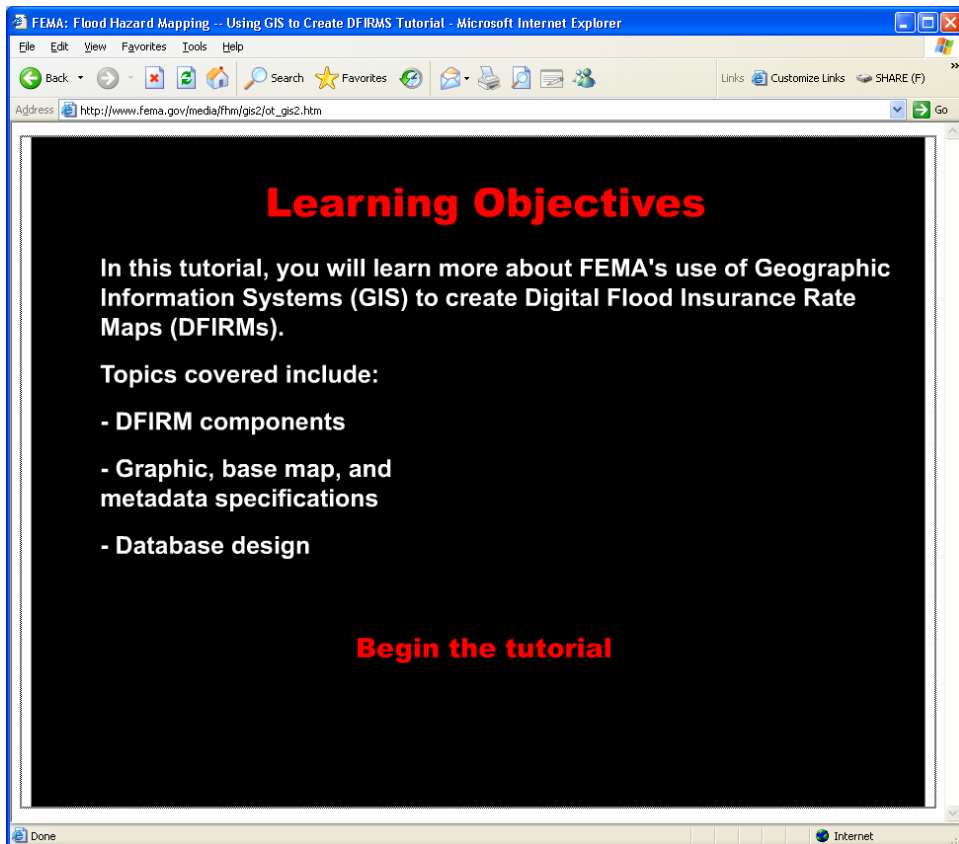 FEMA: Flood Hazard Mapping -- Using GIS to Create DFIRMS Tutorial - Microsoft Internet Explorer
File Edit View Favorites Tools Help
Back Search Favorites Links Customize Links SHARE (F) »
Address http://www.fema.gov/media/fhm/gis2/ot_gis2.htm Go
Learning Objectives
In this tutorial, you will learn more about FEMA's use of Geographic
Information Systems (GIS) to create Digital Flood Insurance Rate
Maps (DFIRMs).
Topics covered include:
- DFIRM components
- Graphic, base map, and
metadata specifications
- Database design
Begin the tutorial
Done Internet